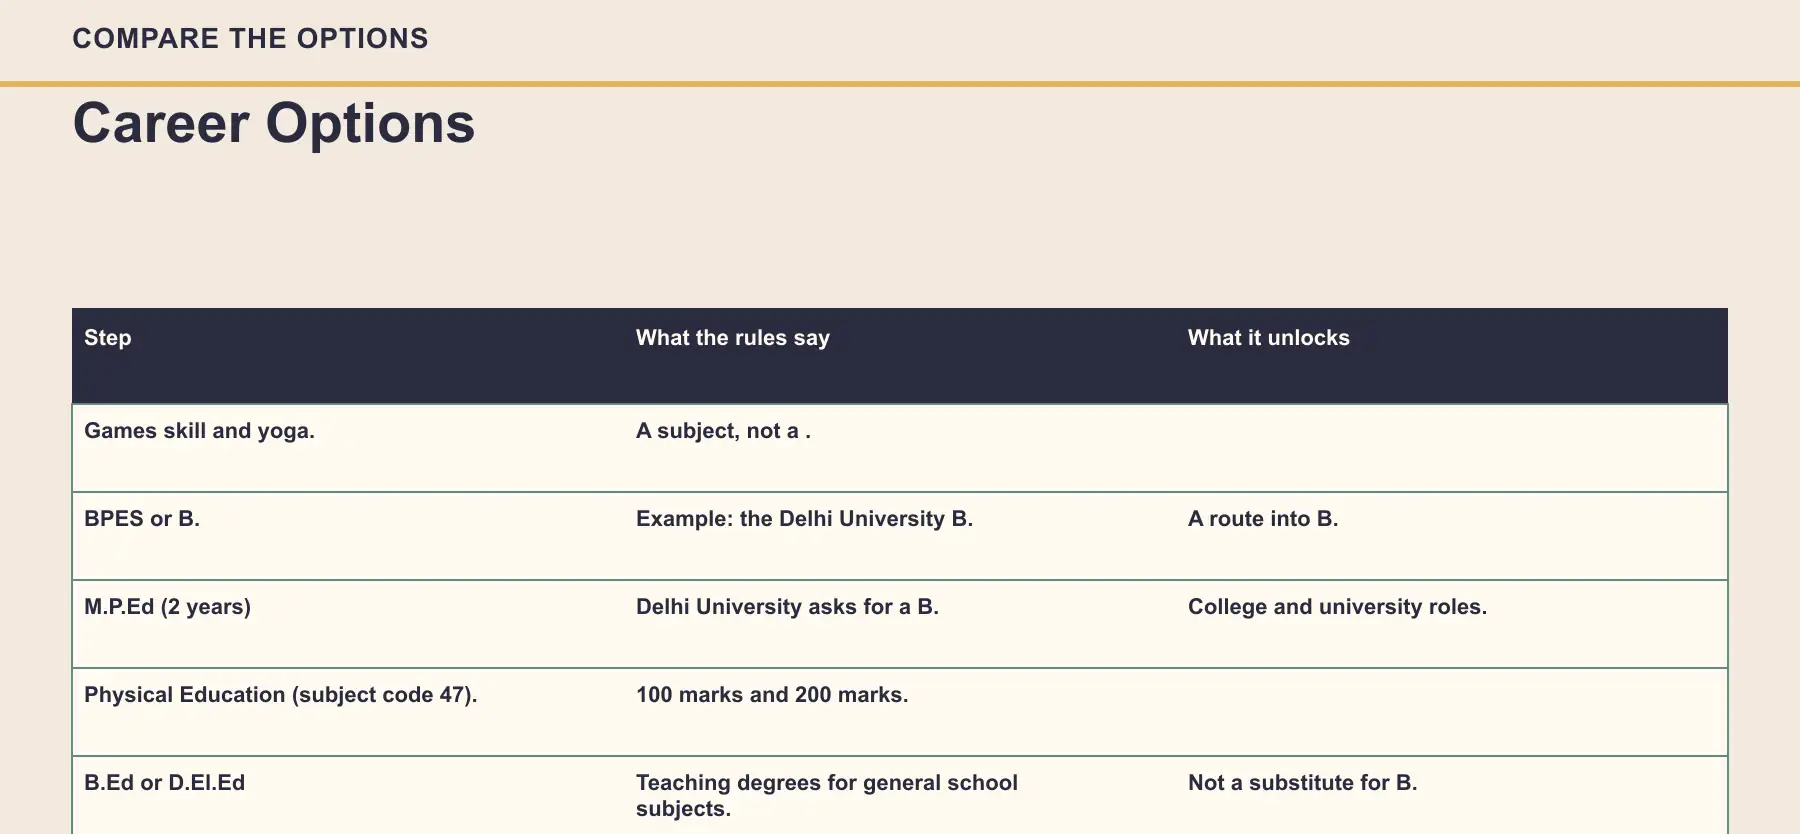 COMPARE THE OPTIONS
Career Options
Step What the rules say What it unlocks
Games skill and yoga. A subject, not a .
BPES or B. Example: the Delhi University B. A route into B.
M.P.Ed (2 years) Delhi University asks for a B. College and university roles.
Physical Education (subject code 47). 100 marks and 200 marks.
B.Ed or D.El.Ed Teaching degrees for general school Not a substitute for B.
subjects.